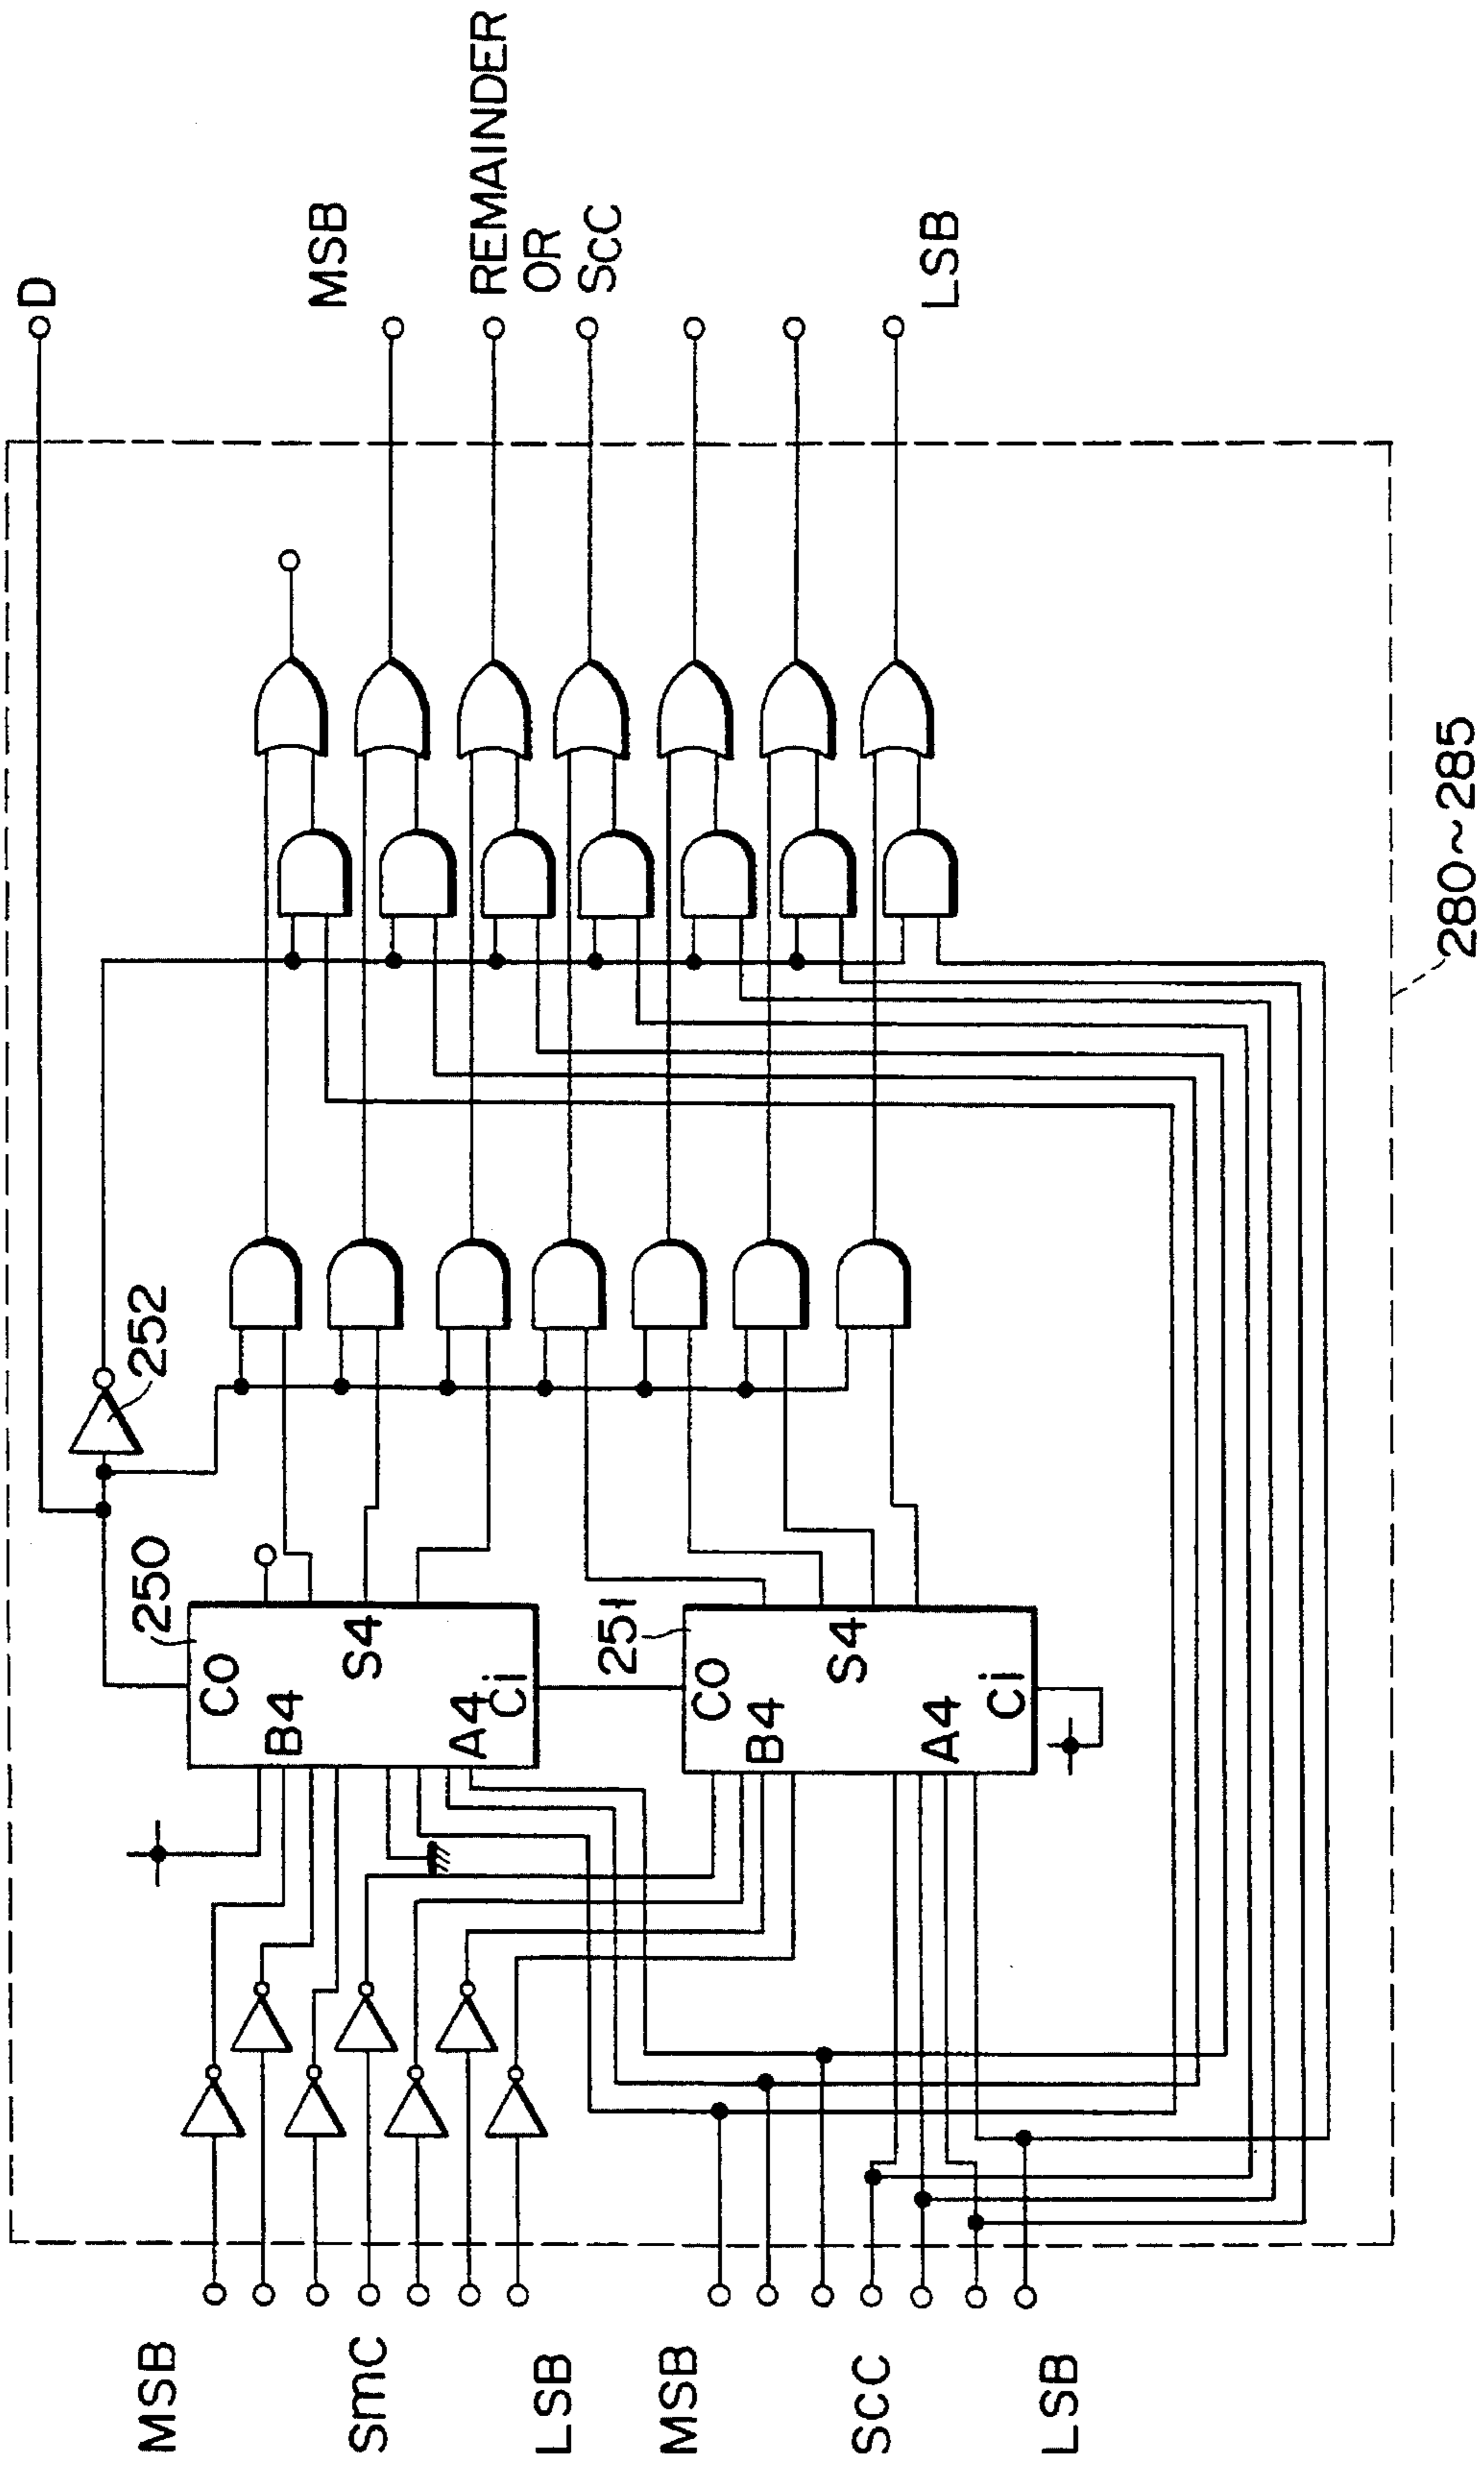 D
MSB
REMAINDER
OR
SCC
LSB
252
250
CO
B4
S4
A4
Ci
251
CO
B4
S4
A4
Ci
MSB
SmC
LSB
MSB
SCC
LSB
280~285